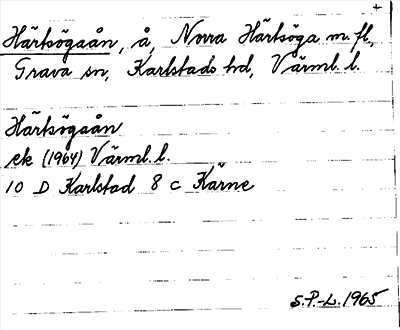 +
Härtsögaån, å, Norra Härtsöga m. fl.,
Grava sn, Karlstads hd, Värml. l.
Härtsögaån
ek (1964) Värml. l.
10 D Karlstad 8 c Kärne
S.P.-L. 1965